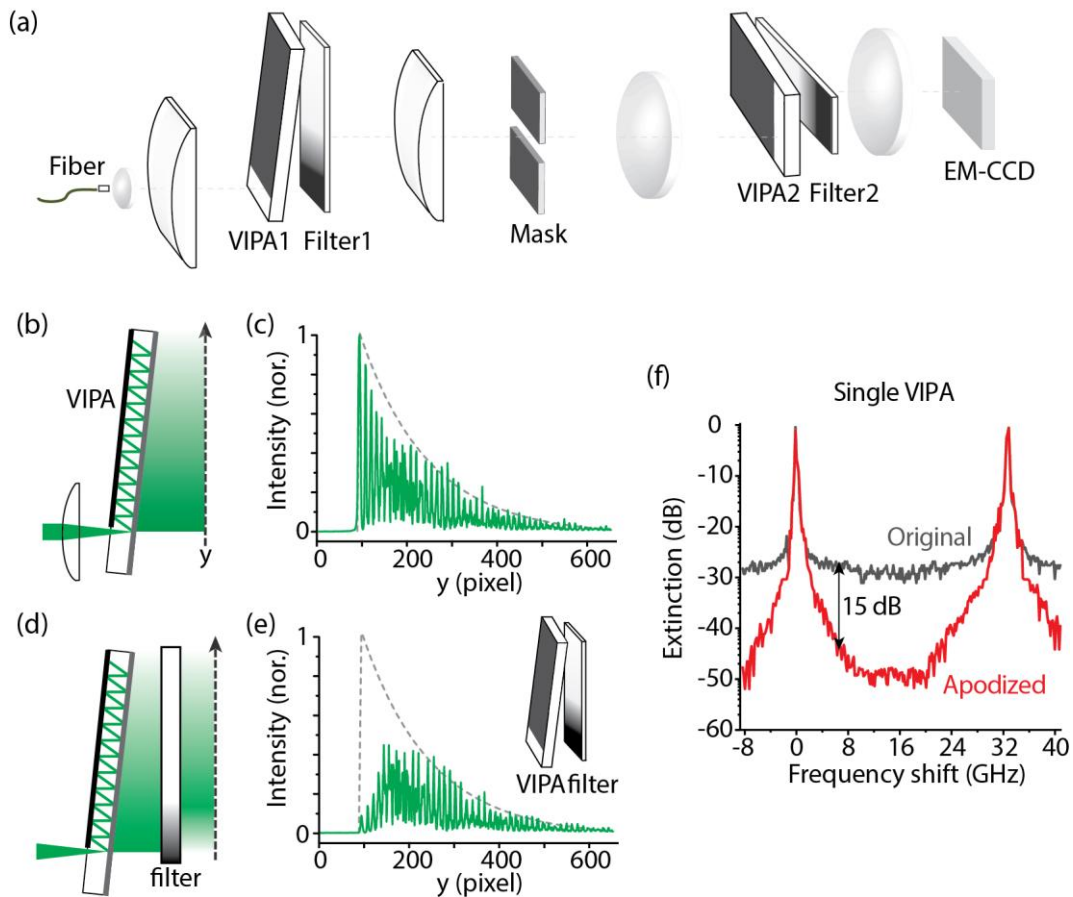 (a)
Fiber
VIPA1
Filter1
Mask
VIPA2
Filter2
EM-CCD
(b)
VIPA
y
(c)
Intensity (nor.)
1
0
0
200
400
600
y (pixel)
(d)
filter
(e)
Intensity (nor.)
1
0
0
200
400
600
y (pixel)
VIPA filter
(f)
Single VIPA
Extinction (dB)
0
-10
-20
-30
-40
-50
-60
Original
15 dB
Apodized
-8
0
8
16
24
32
40
Frequency shift (GHz)